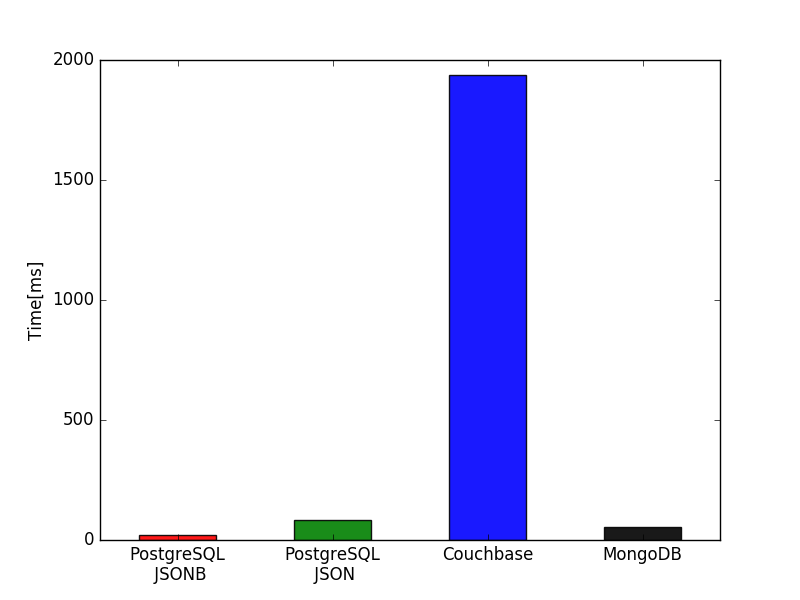 2000
1500
1000
500
0
Time[ms]
PostgreSQL
JSONB
PostgreSQL
JSON
Couchbase
MongoDB